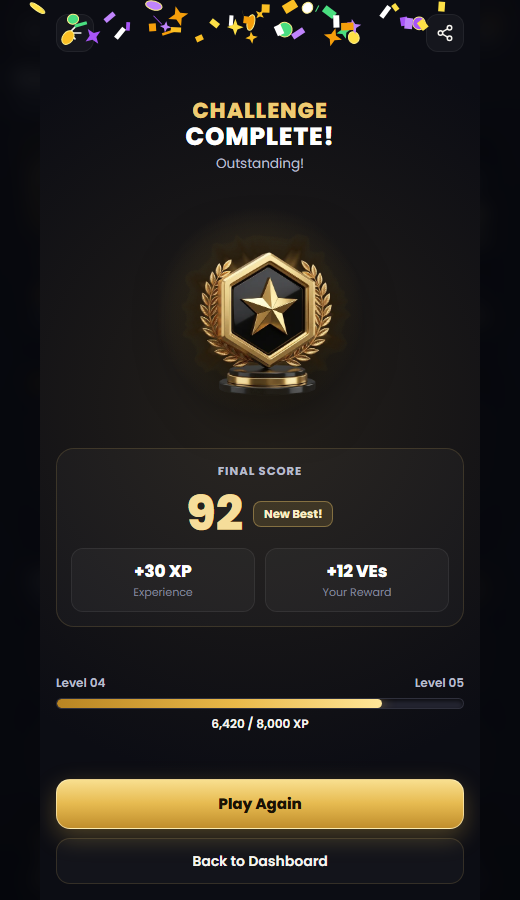 CHALLENGE
COMPLETE!
Outstanding!
FINAL SCORE
92
New Best!
+30 XP
Experience
+12 VEs
Your Reward
Level 04
Level 05
6,420 / 8,000 XP
Play Again
Back to Dashboard